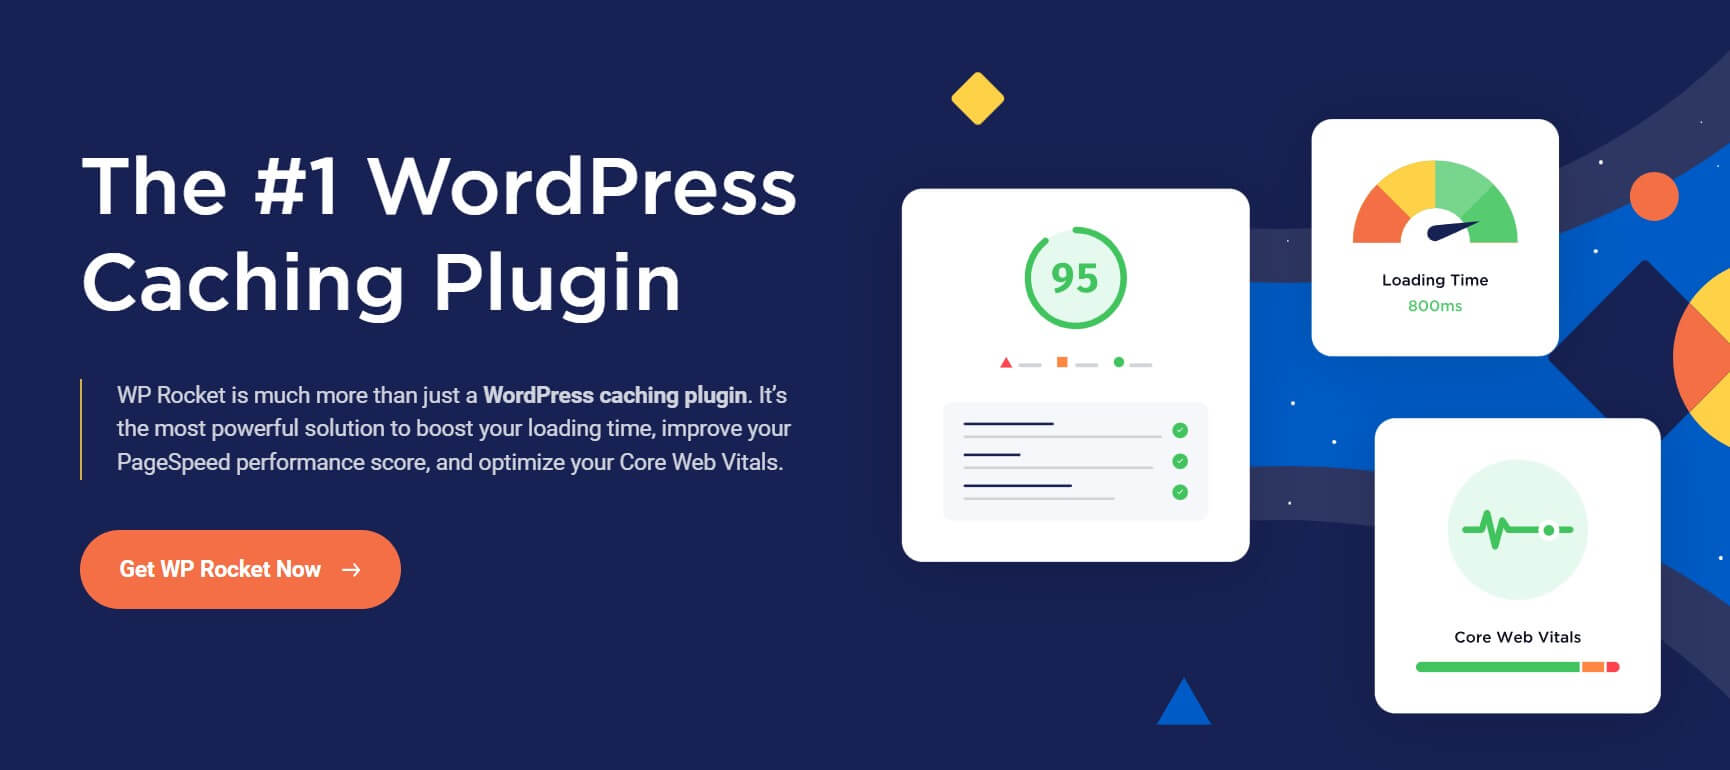 The #1 WordPress
Caching Plugin
WP Rocket is much more than just a WordPress caching plugin. It’s
the most powerful solution to boost your loading time, improve your
PageSpeed performance score, and optimize your Core Web Vitals.
Get WP Rocket Now →
95
Loading Time
800ms
Core Web Vitals